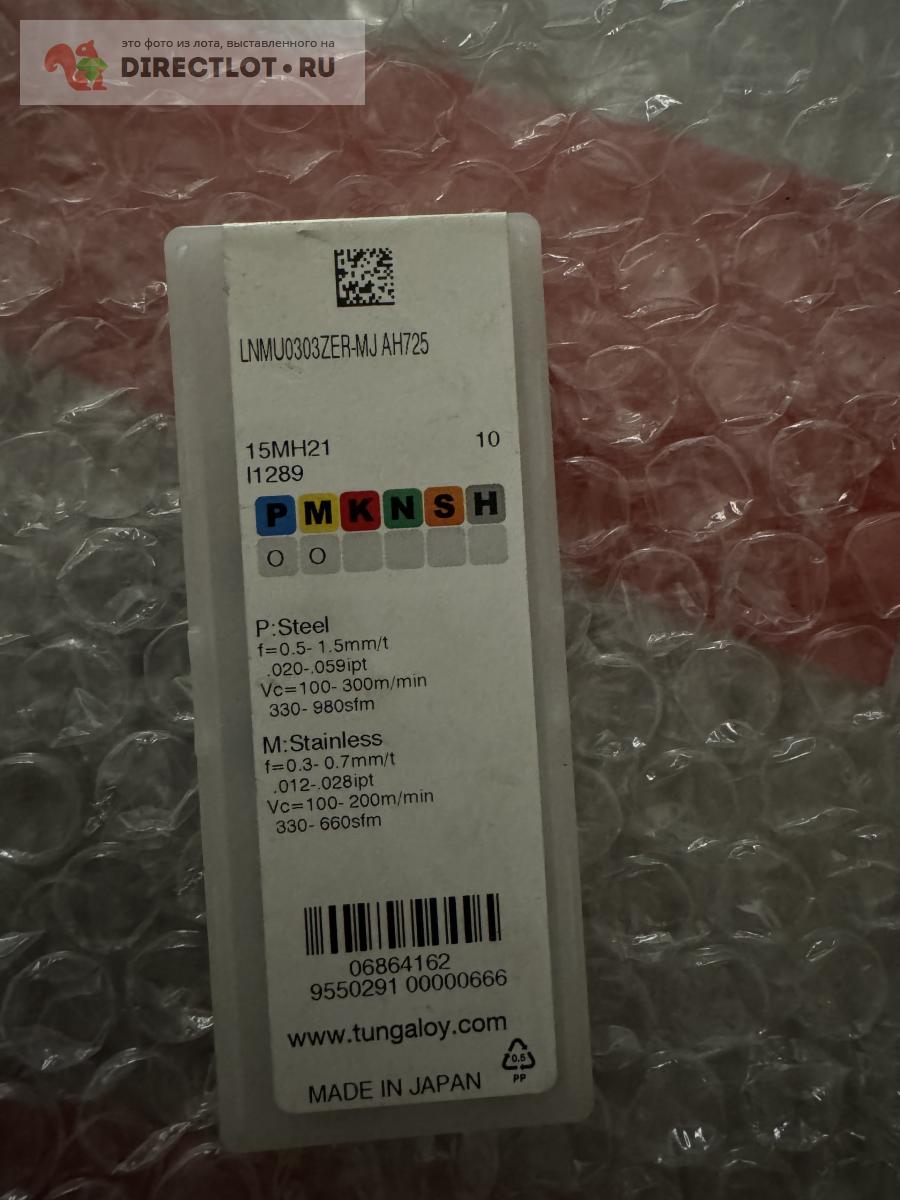 это фото из лота, выставленного на
DIRECTLOT.RU
LNMU0303ZER-MJ AH725
15MH21 10
I1289
P M K N S H
O O
P:Steel
f=0.5- 1.5mm/t
.020-.059ipt
Vc=100- 300m/min
330- 980sfm
M:Stainless
f=0.3- 0.7mm/t
.012-.028ipt
Vc=100- 200m/min
330- 660sfm
06864162
9550291 00000666
www.tungaloy.com
0.5
PP
MADE IN JAPAN